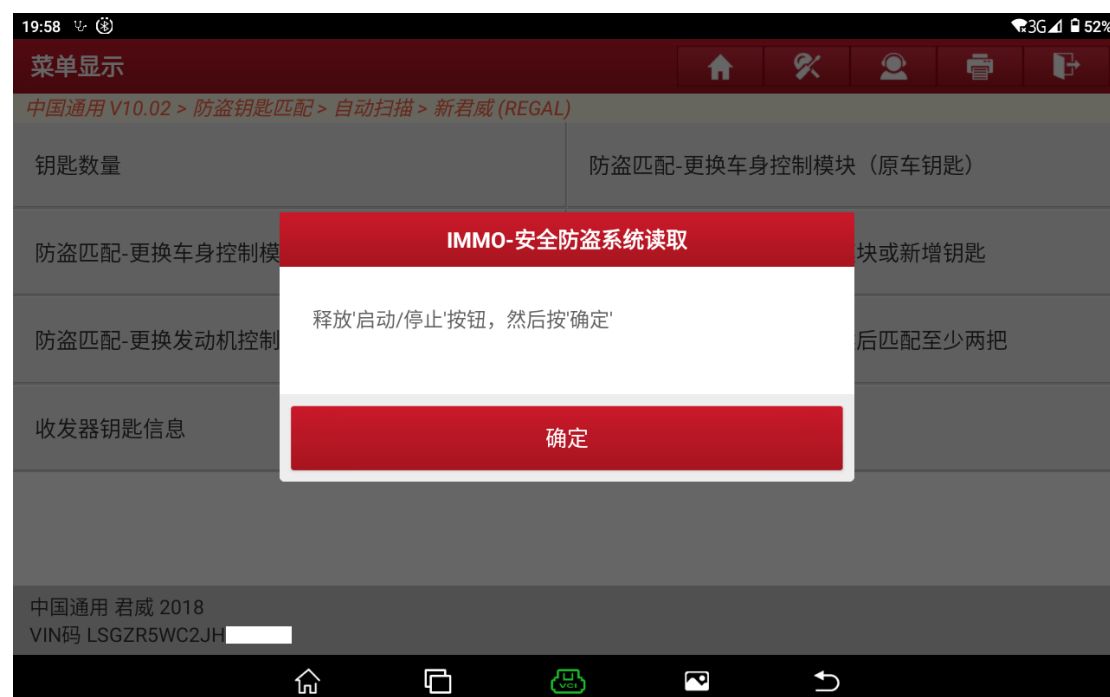 19:58 3G 52%
菜单显示
中国通用 V10.02 > 防盗钥匙匹配 > 自动扫描 > 新君威 (REGAL)
钥匙数量 防盗匹配-更换车身控制模块（原车钥匙）
IMMO-安全防盗系统读取
防盗匹配-更换车身控制模 块或新增钥匙
释放'启动/停止'按钮，然后按'确定'
防盗匹配-更换发动机控制 后匹配至少两把
收发器钥匙信息
确定
中国通用 君威 2018
VIN码 LSGZR5WC2JH
VCI